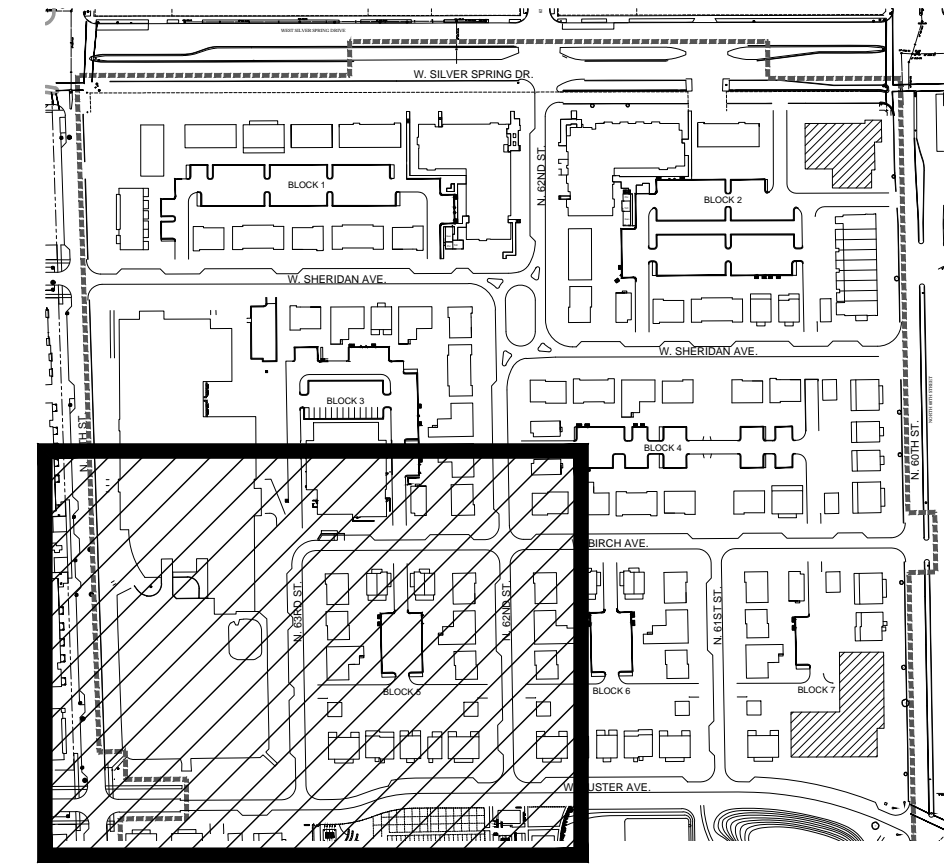 WEST SILVER SPRING DRIVE
W. SILVER SPRING DR.
N. 62ND ST.
BLOCK 1
BLOCK 2
W. SHERIDAN AVE.
W. SHERIDAN AVE.
NORTH 60TH STREET
BLOCK 3
TH ST.
BLOCK 4
N. 60TH ST.
BIRCH AVE.
N. 63RD ST.
N. 62ND ST.
N. 61ST ST.
BLOCK 5
BLOCK 6
BLOCK 7
W. USTER AVE.